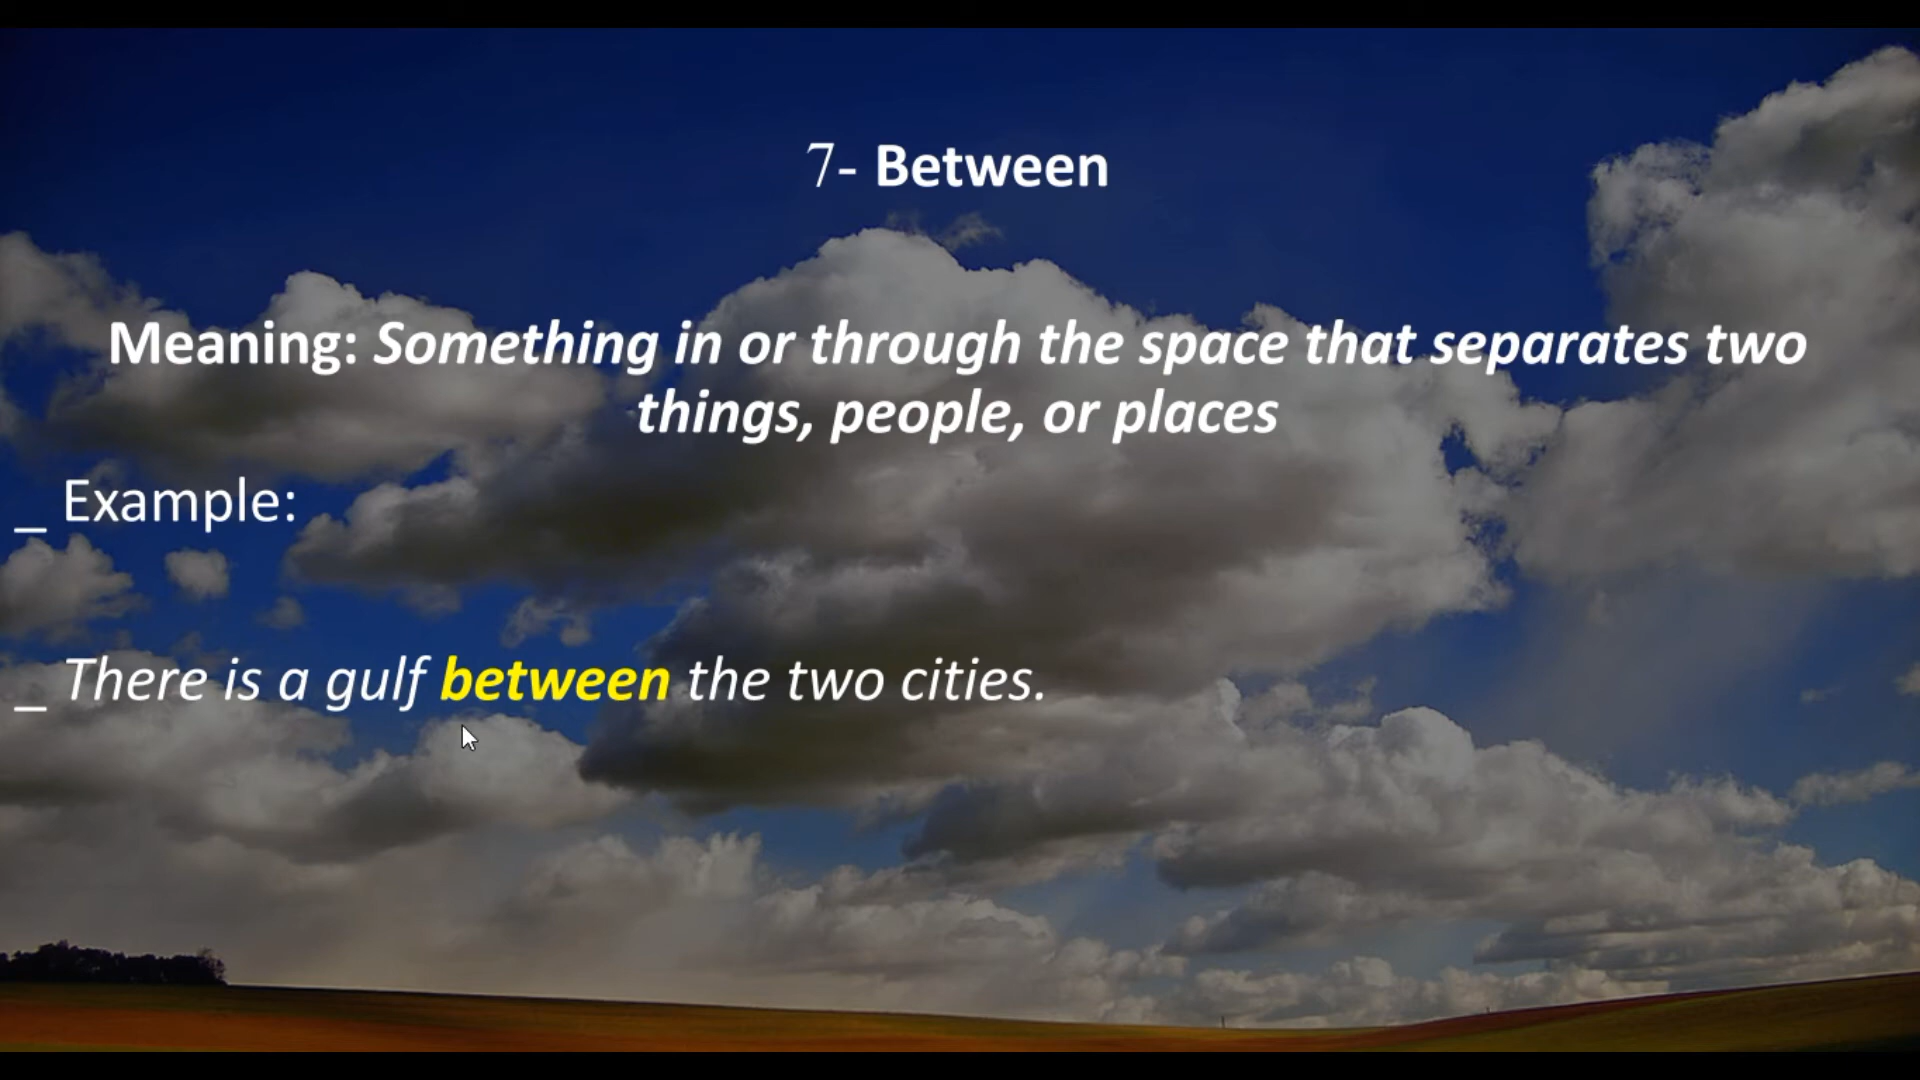 7- Between
Meaning: Something in or through the space that separates two
things, people, or places
_ Example:
_ There is a gulf between the two cities.